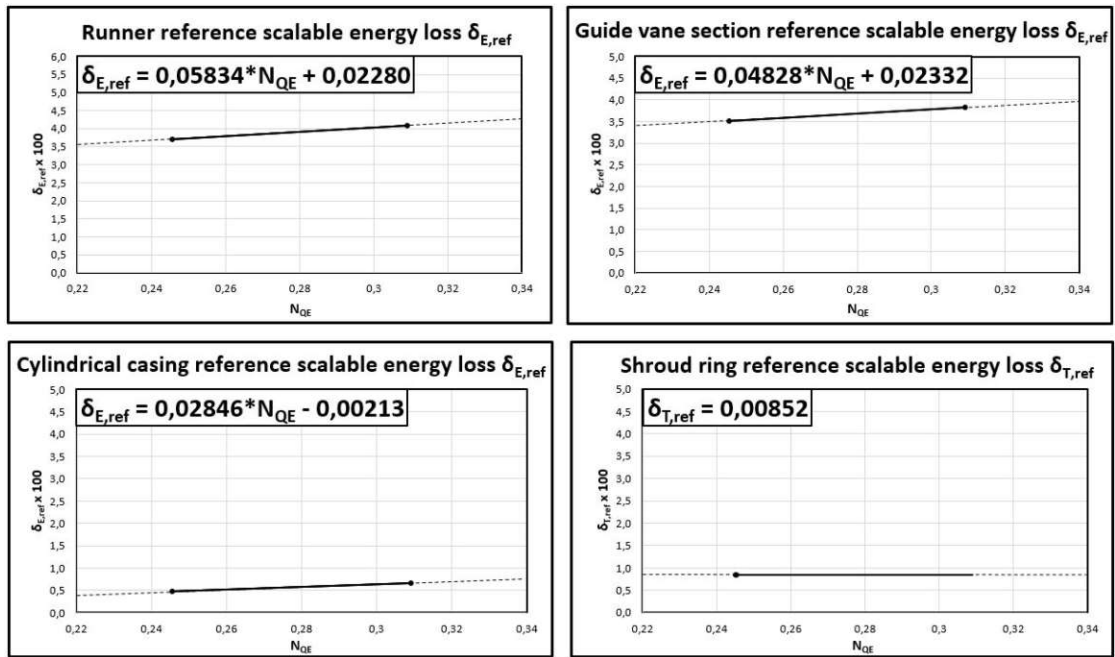 Runner reference scalable energy loss δE,ref
δE,ref = 0,05834*NQE + 0,02280
6,0
5,5
5,0
4,5
4,0
3,5
3,0
2,5
2,0
1,5
1,0
0,5
0,0
δE,ref x 100
0,22 0,24 0,26 0,28 0,3 0,32 0,34
NQE
Guide vane section reference scalable energy loss δE,ref
δE,ref = 0,04828*NQE + 0,02332
5,0
4,5
4,0
3,5
3,0
2,5
2,0
1,5
1,0
0,5
0,0
δE,ref x 100
0,22 0,24 0,26 0,28 0,3 0,32 0,34
NQE
Cylindrical casing reference scalable energy loss δE,ref
δE,ref = 0,02846*NQE - 0,00213
5,0
4,5
4,0
3,5
3,0
2,5
2,0
1,5
1,0
0,5
0,0
δE,ref x 100
0,22 0,24 0,26 0,28 0,3 0,32 0,34
NQE
Shroud ring reference scalable energy loss δT,ref
δT,ref = 0,00852
5,0
4,5
4,0
3,5
3,0
2,5
2,0
1,5
1,0
0,5
0,0
δT,ref x 100
0,22 0,24 0,26 0,28 0,3 0,32 0,34
NQE